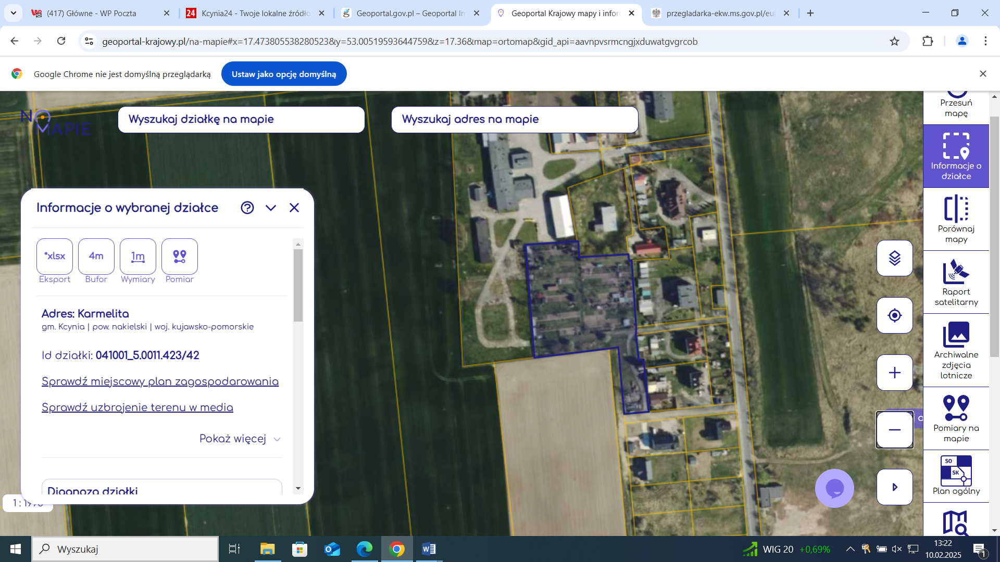 (417) Główne - WP Poczta
Kcynia24 - Twoje lokalne źródło
Geoportal.gov.pl – Geoportal In
Geoportal Krajowy mapy i infor
przegladarka-ekw.ms.gov.pl/eu
geoportal-krajowy.pl/na-mapie#x=17.473805538280523&y=53.00519593644759&z=17.36&map=ortomap&gid_api=aavnpvsrmcngjxduwatgvgrcob
Google Chrome nie jest domyślną przeglądarką
Ustaw jako opcję domyślną
NO
MAPIE
Wyszukaj działkę na mapie
Wyszukaj adres na mapie
Informacje o wybranej działce
*xlsx
4m
1m
Eksport
Bufor
Wymiary
Pomiar
Adres: Karmelita
gm. Kcynia | pow. nakielski | woj. kujawsko-pomorskie
Id działki: 041001_5.0011.423/42
Sprawdź miejscowy plan zagospodarowania
Sprawdź uzbrojenie terenu w media
Pokaż więcej
Diagnoza działki
Przesuń
mapę
Informacje o
działce
Porównaj
mapy
Raport
satelitarny
Archiwalne
zdjęcia
lotnicze
Pomiary na
mapie
SO
SK
Plan ogólny
Wyszukaj
WIG 20 +0,69%
13:22
10.02.2025
1